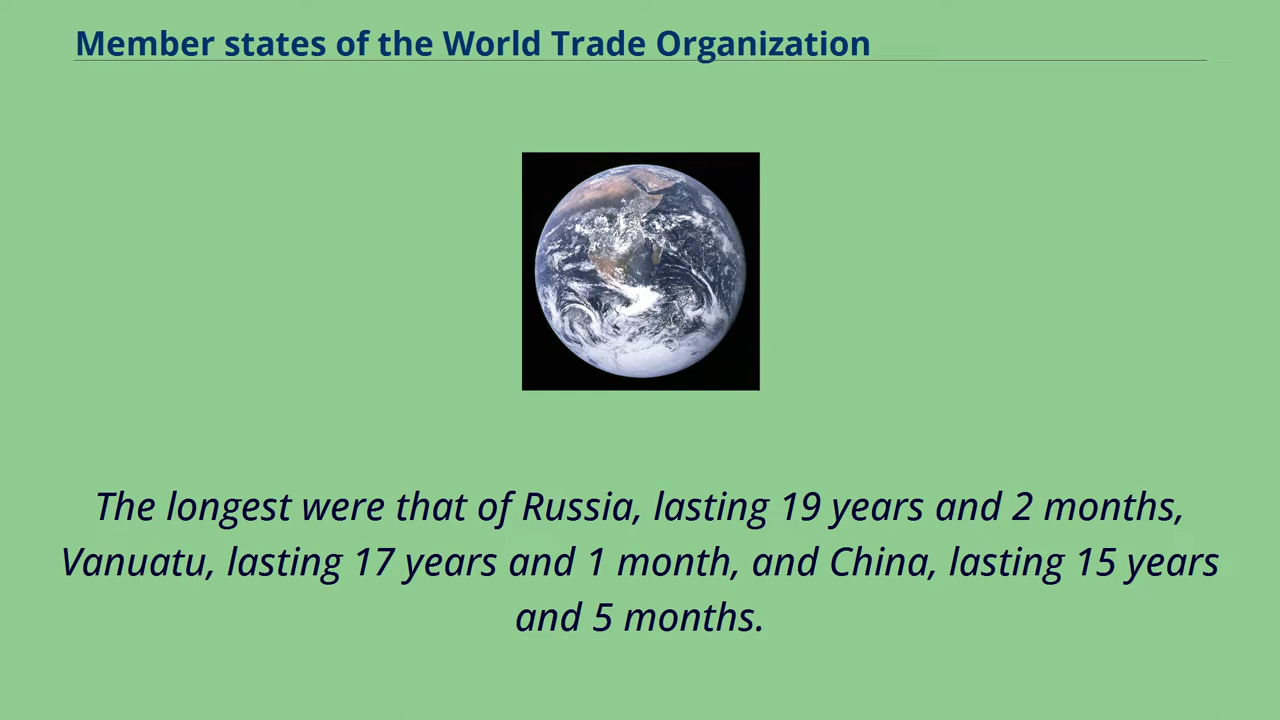 Member states of the World Trade Organization
The longest were that of Russia, lasting 19 years and 2 months,
Vanuatu, lasting 17 years and 1 month, and China, lasting 15 years
and 5 months.